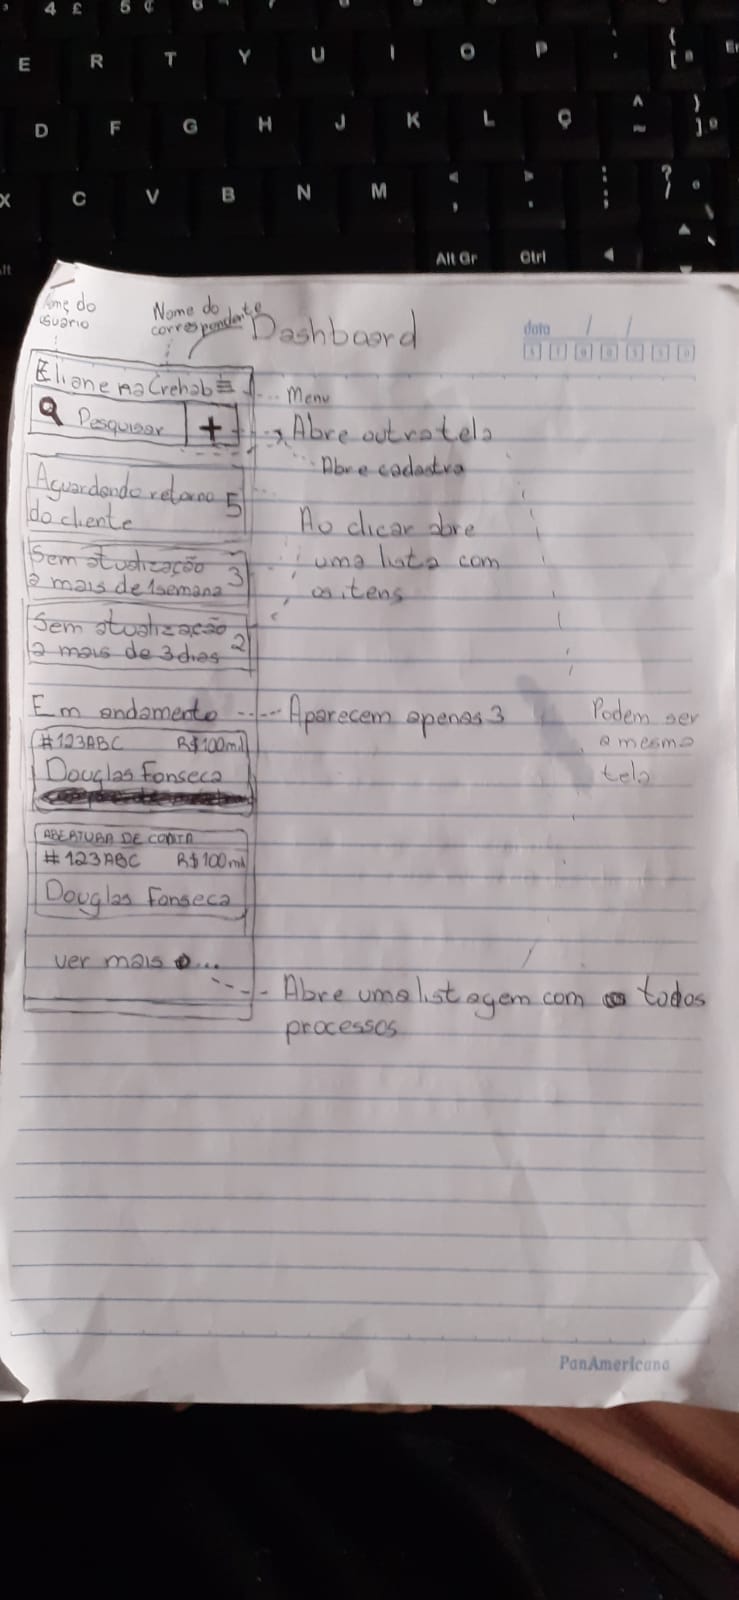 4 £ 5 ¢ 6
E R T Y U I O P { [ ª
D F G H J K L Ç ^ ~ } ] º
X C V B N M < , > . : ; ? /
Alt Gr Ctrl
Nome do
usuário
Nome do
correspondente
Dashbaord
data / /
Eliane na Crehab
Menu
Pesquisar +
Abre outra tela
Abre cadastro
Aguardando retorno
do cliente 5
Ao clicar abre
uma lista com
os itens
Sem atualização
a mais de 1 semana 3
Sem atualização
a mais de 3 dias 2
Em andamento
Aparecem apenas 3
Podem ser
a mesma
tela
#123ABC R$100mil
Douglas Fonseca
ABERTURA DE CONTA
#123ABC R$100mil
Douglas Fonseca
ver mais ...
Abre uma listagem com todos
processos
PanAmericana